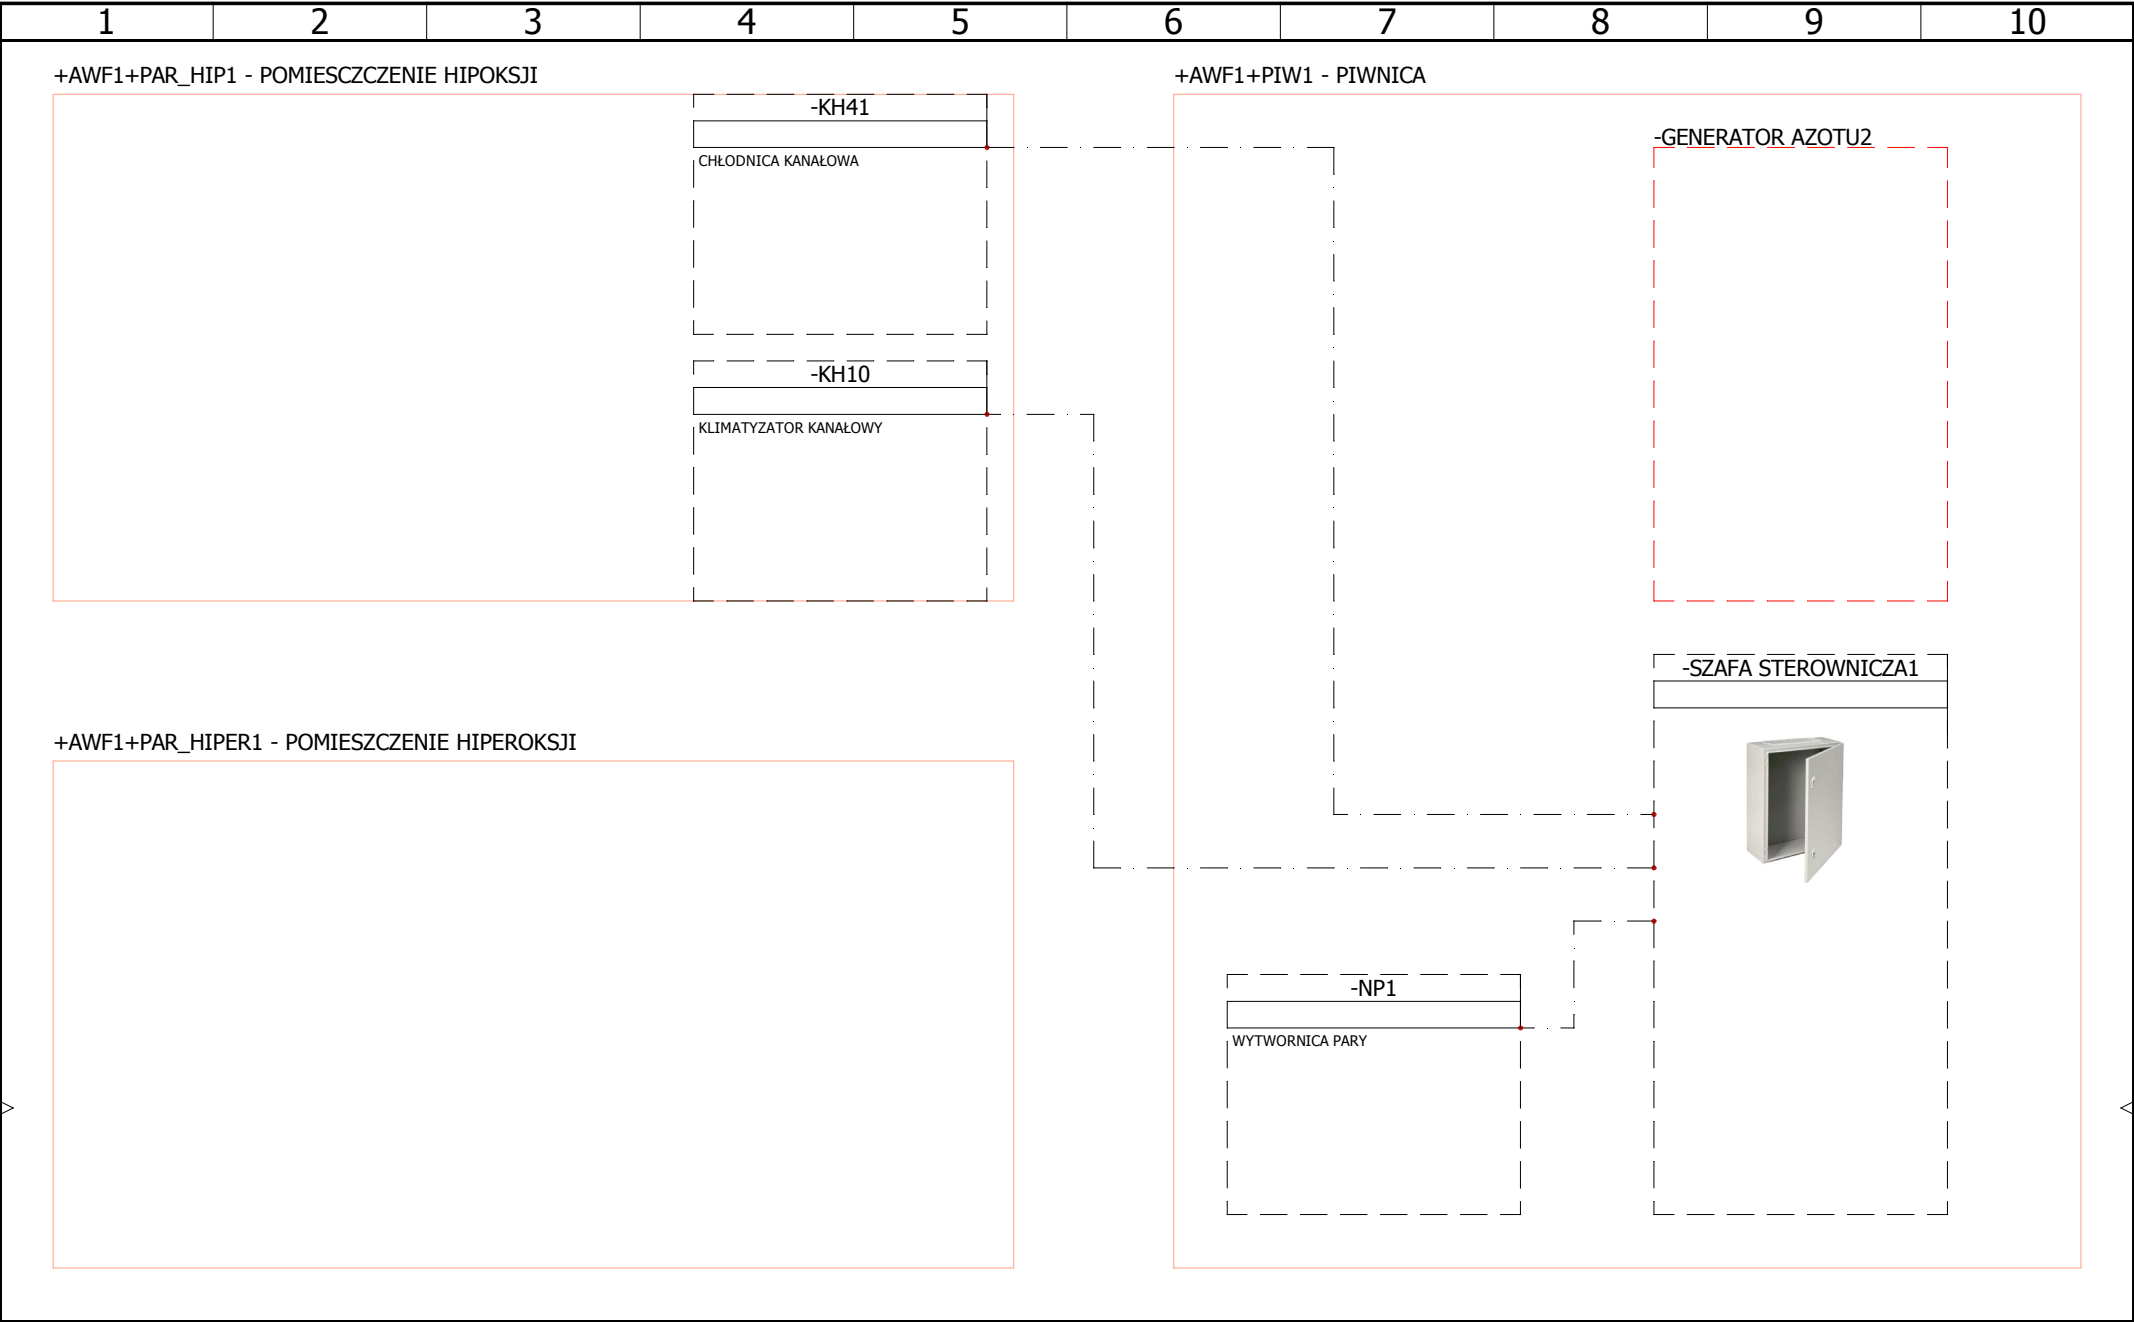 1 2 3 4 5 6 7 8 9 10
+AWF1+PAR_HIP1 - POMIESCZCZENIE HIPOKSJI
-KH41
CHŁODNICA KANAŁOWA
-KH10
KLIMATYZATOR KANAŁOWY
+AWF1+PAR_HIPER1 - POMIESZCZENIE HIPEROKSJI
+AWF1+PIW1 - PIWNICA
-GENERATOR AZOTU2
-SZAFA STEROWNICZA1
-NP1
WYTWORNICA PARY